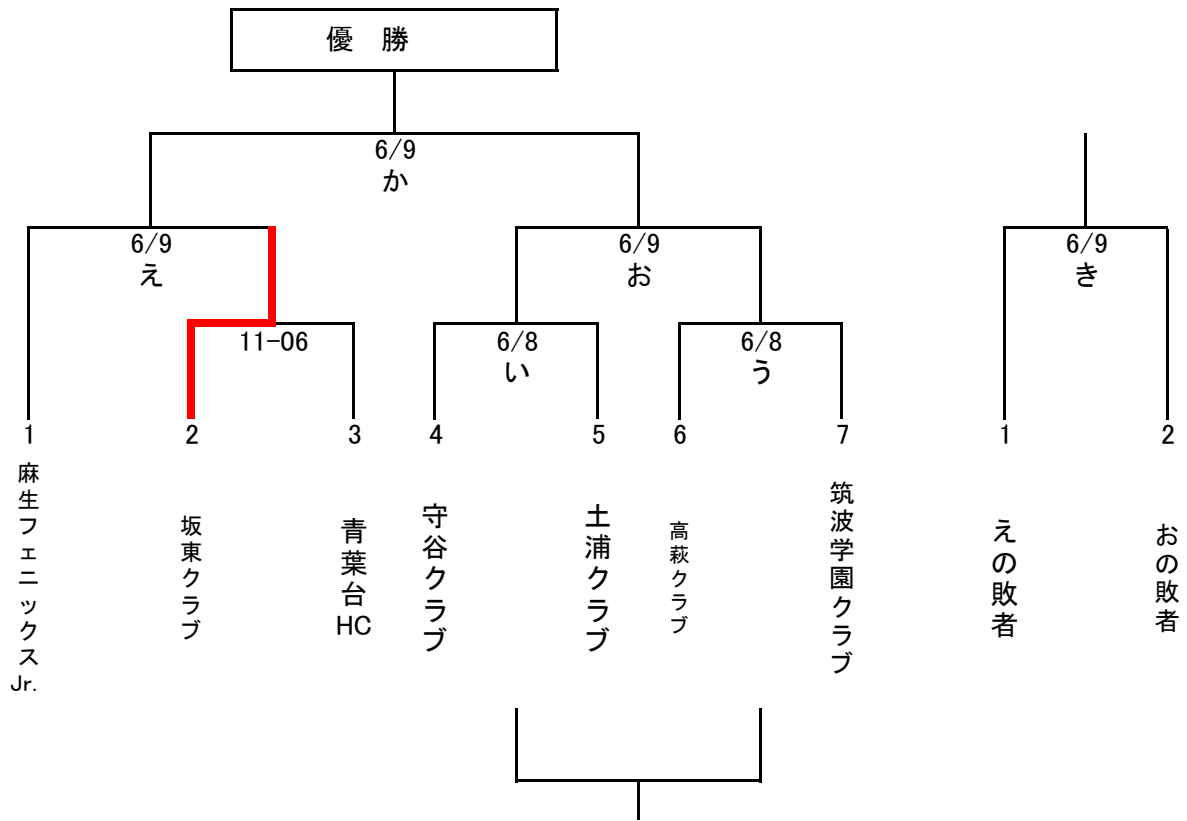 優 勝
6/9
か
6/9
え
6/9
お
6/9
き
11-06
6/8
い
6/8
う
1
2
3
4
5
6
7
1
2
麻生フェニックスJr.
坂東クラブ
青葉台HC
守谷クラブ
土浦クラブ
高萩クラブ
筑波学園クラブ
えの敗者
おの敗者